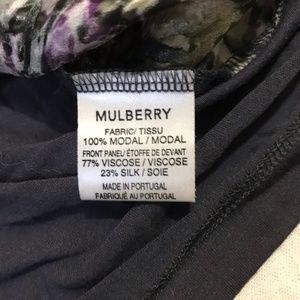 MULBERRY
FABRIC/ TISSU
100% MODAL / MODAL
FRONT PANEL/ ÉTOFFE DE DEVANT
77% VISCOSE / VISCOSE
23% SILK / SOIE
MADE IN PORTUGAL
FABRIQUÉ AU PORTUGAL